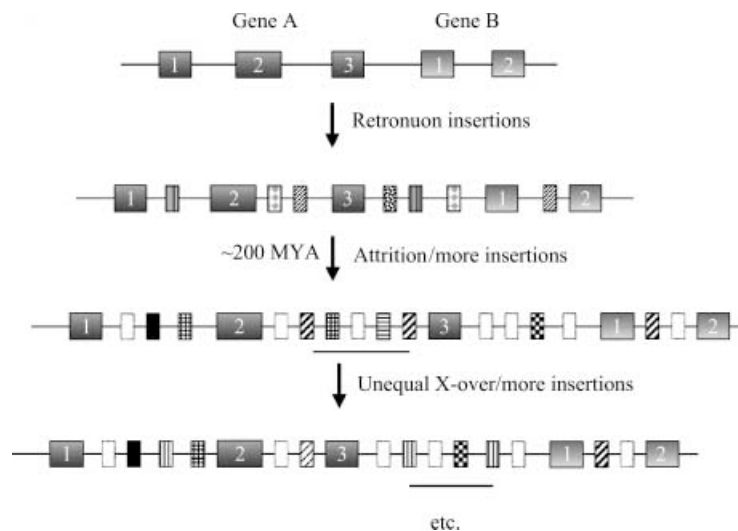 Gene A Gene B
1 2 3 1 2
Retronuon insertions
1 2 3 1 2
~200 MYA Attrition/more insertions
1 2 3 1 2
Unequal X-over/more insertions
1 2 3 1 2
etc.